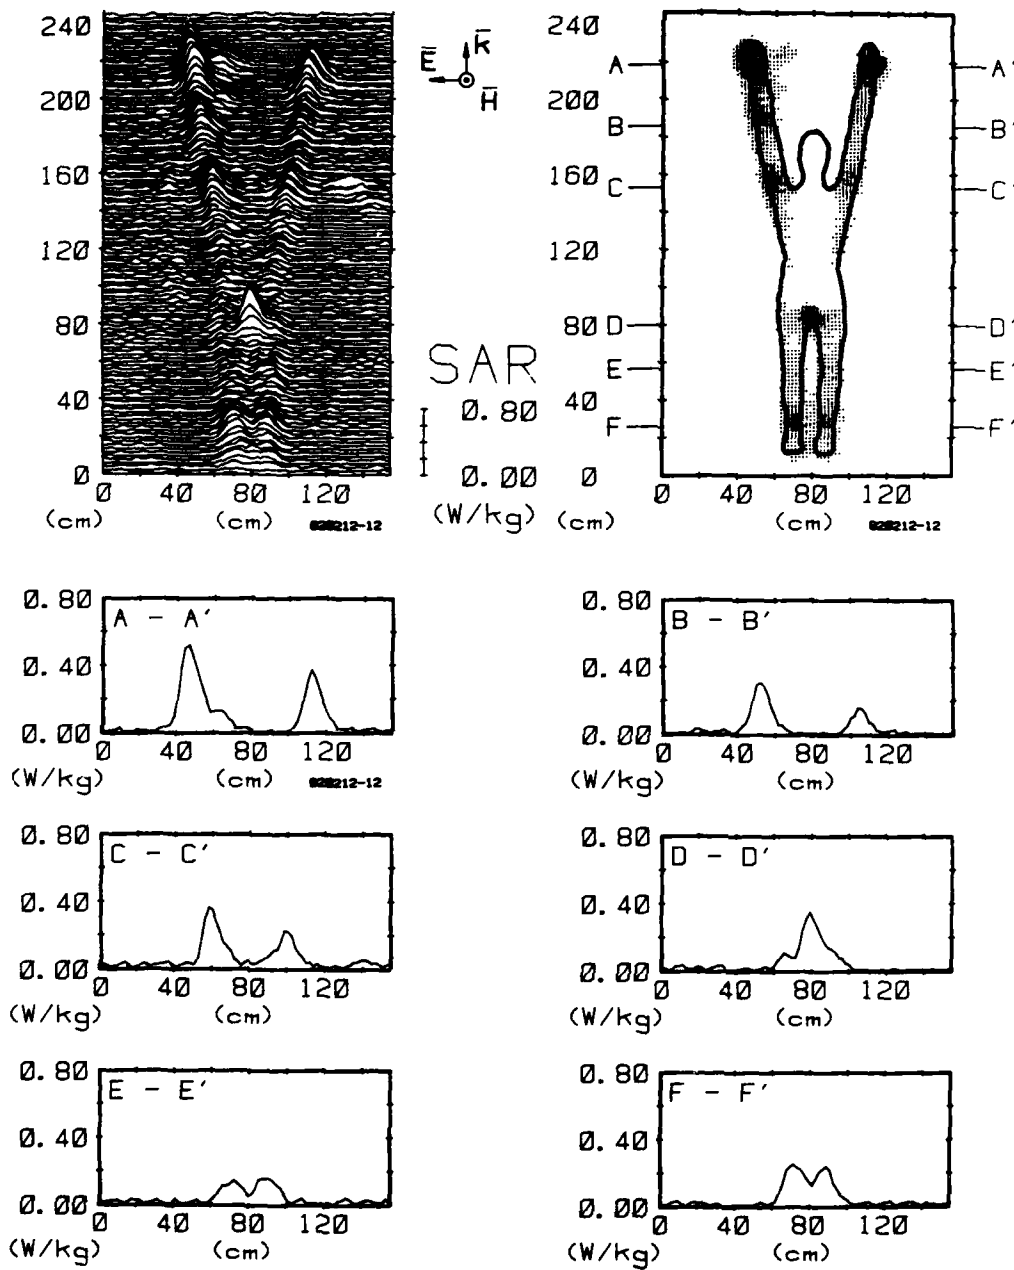 240
200
160
120
80
40
0
0 40 80 120
(cm) (cm)
E k
H
SAR
0.80
0.00
(W/kg)
240
200
160
120
80
40
0
0 40 80 120
(cm) (cm)
A A'
B B'
C C'
D D'
E E'
F F'
A - A'
0.80
0.40
0.00
0 40 80 120
(W/kg) (cm)
B - B'
0.80
0.40
0.00
0 40 80 120
(W/kg) (cm)
C - C'
0.80
0.40
0.00
0 40 80 120
(W/kg) (cm)
D - D'
0.80
0.40
0.00
0 40 80 120
(W/kg) (cm)
E - E'
0.80
0.40
0.00
0 40 80 120
(W/kg) (cm)
F - F'
0.80
0.40
0.00
0 40 80 120
(W/kg) (cm)